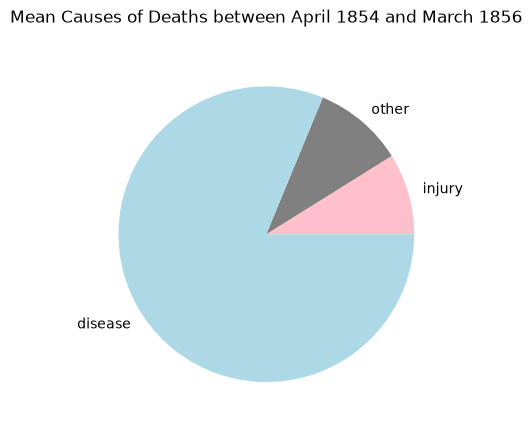 Mean Causes of Deaths between April 1854 and March 1856
other
injury
disease